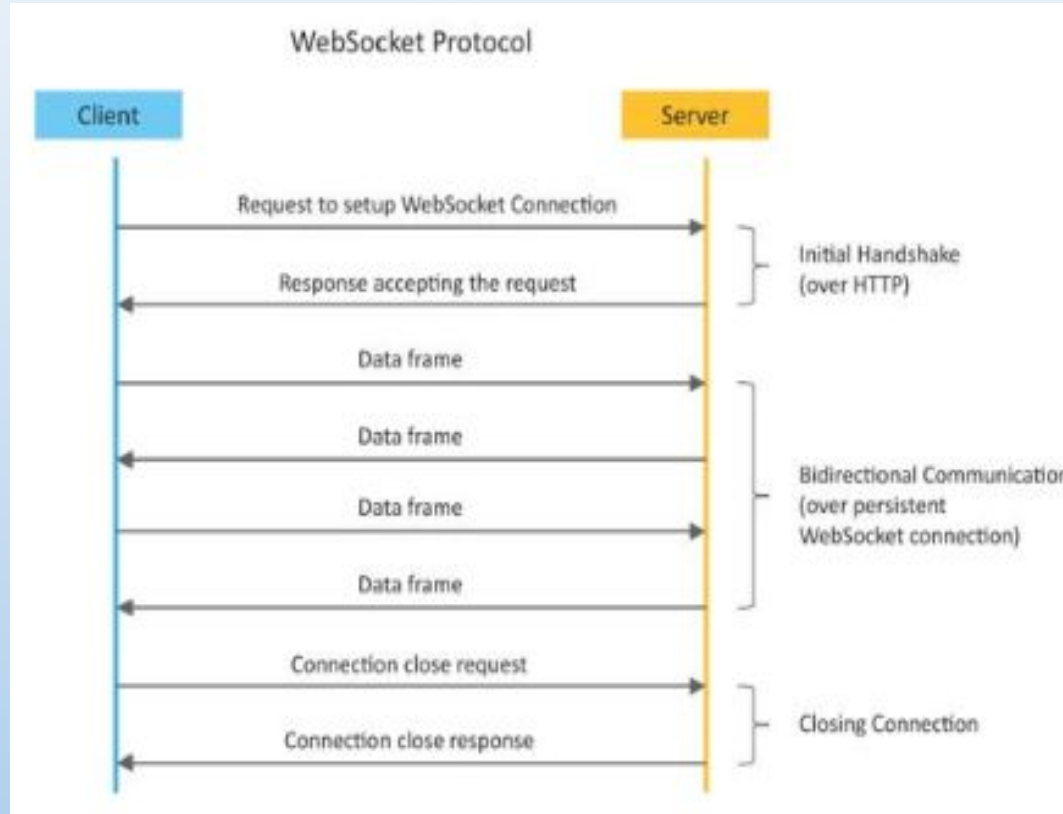 WebSocket Protocol
Client
Server
Request to setup WebSocket Connection
Response accepting the request
Initial Handshake
(over HTTP)
Data frame
Data frame
Data frame
Data frame
Bidirectional Communication
(over persistent
WebSocket connection)
Connection close request
Connection close response
Closing Connection